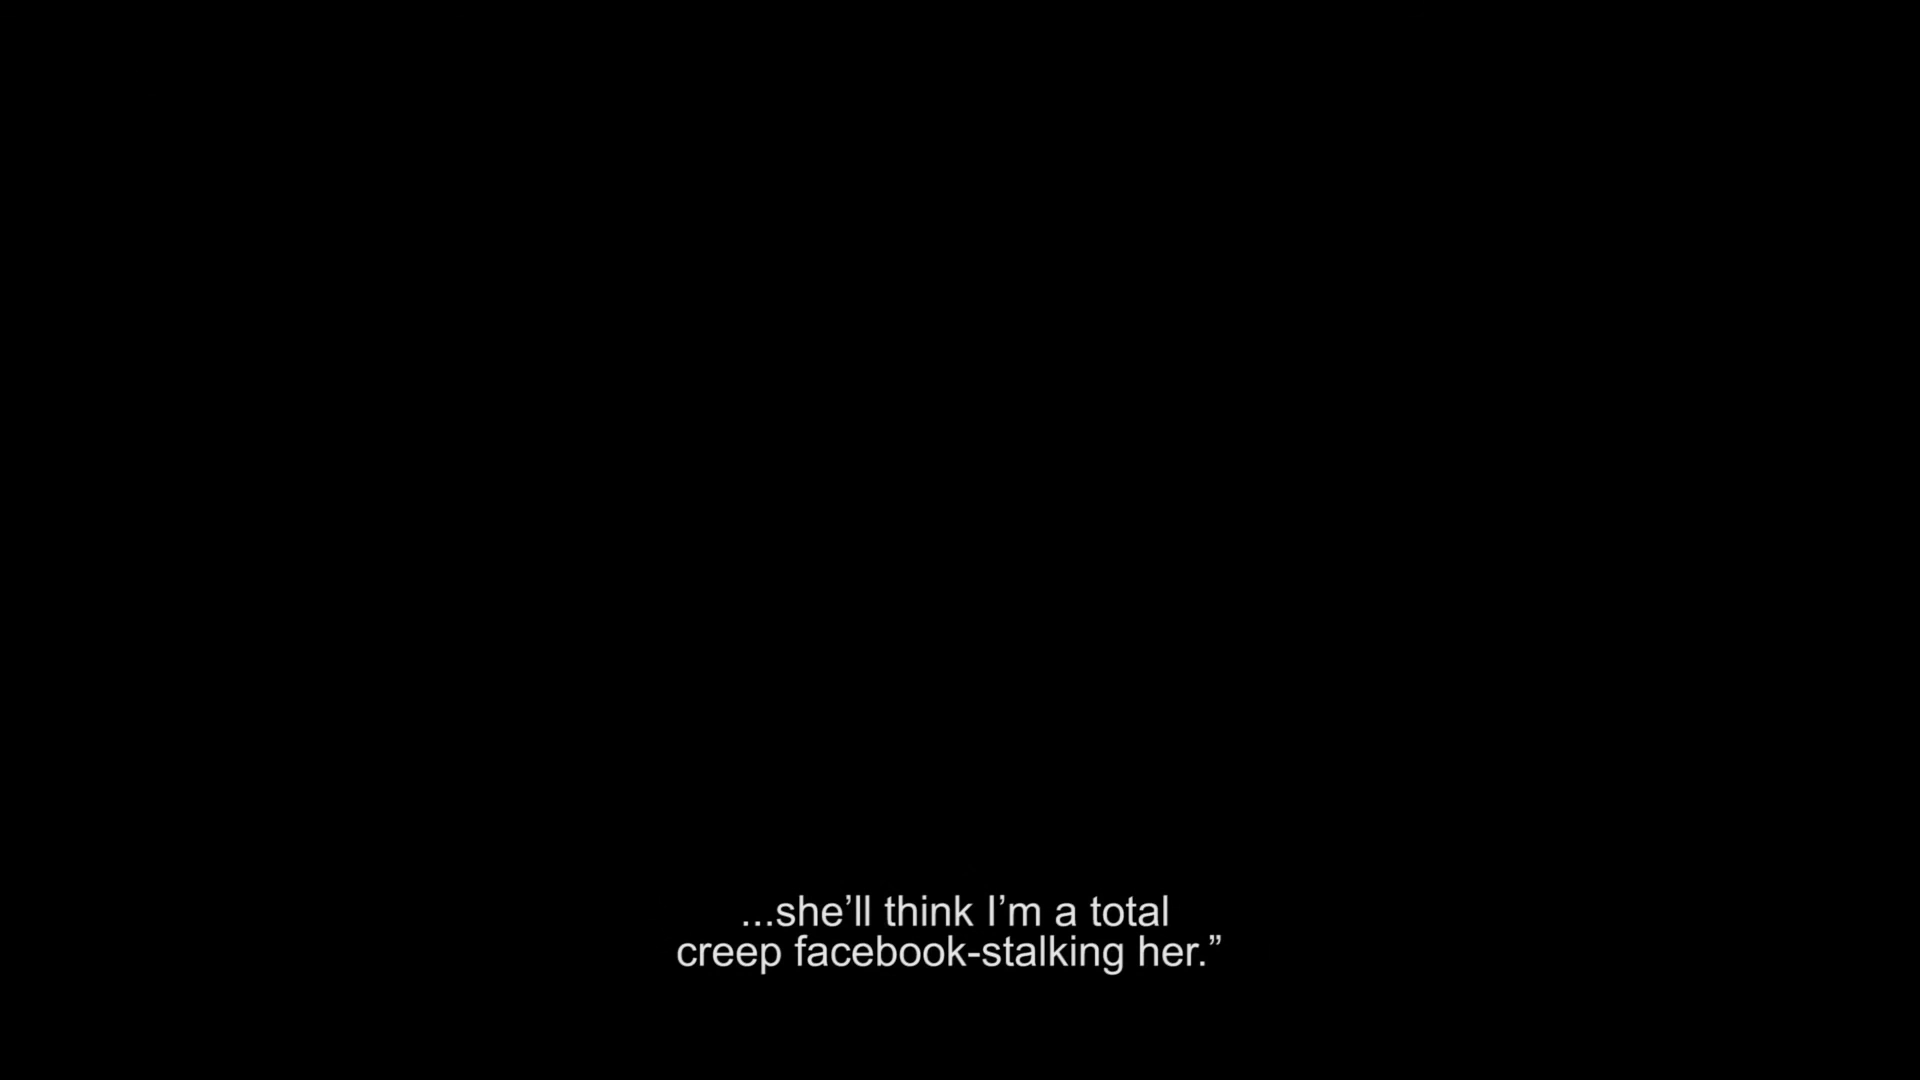 ...she’ll think I’m a total
creep facebook-stalking her.”